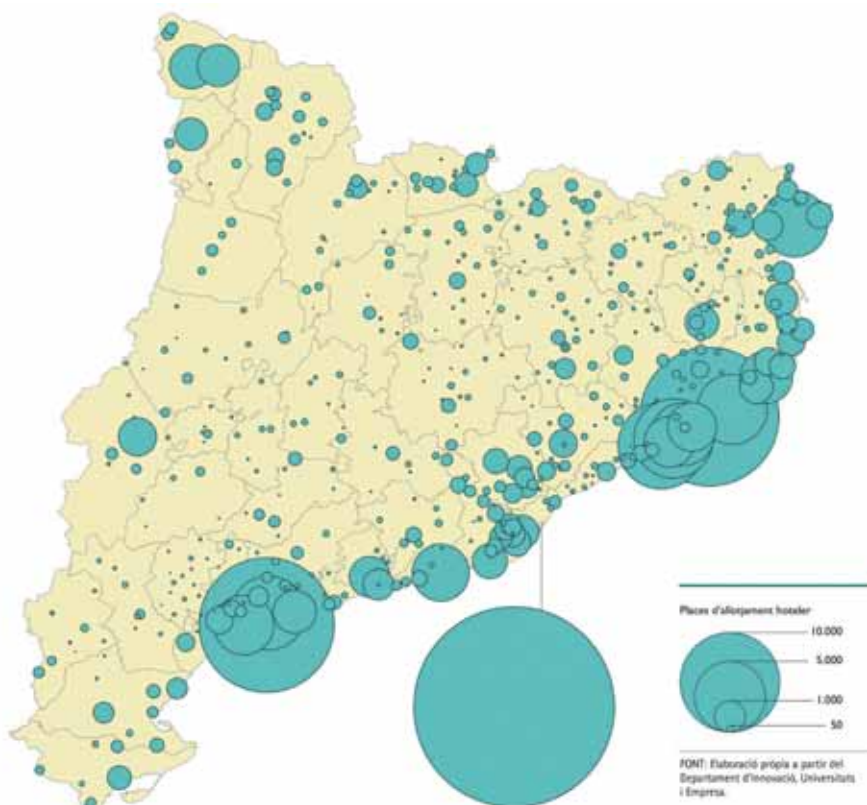 Places d'allotjament hoteler
10.000
5.000
1.000
50
FONT: Elaboració pròpia a partir del
Departament d'Innovació, Universitats
i Empresa.